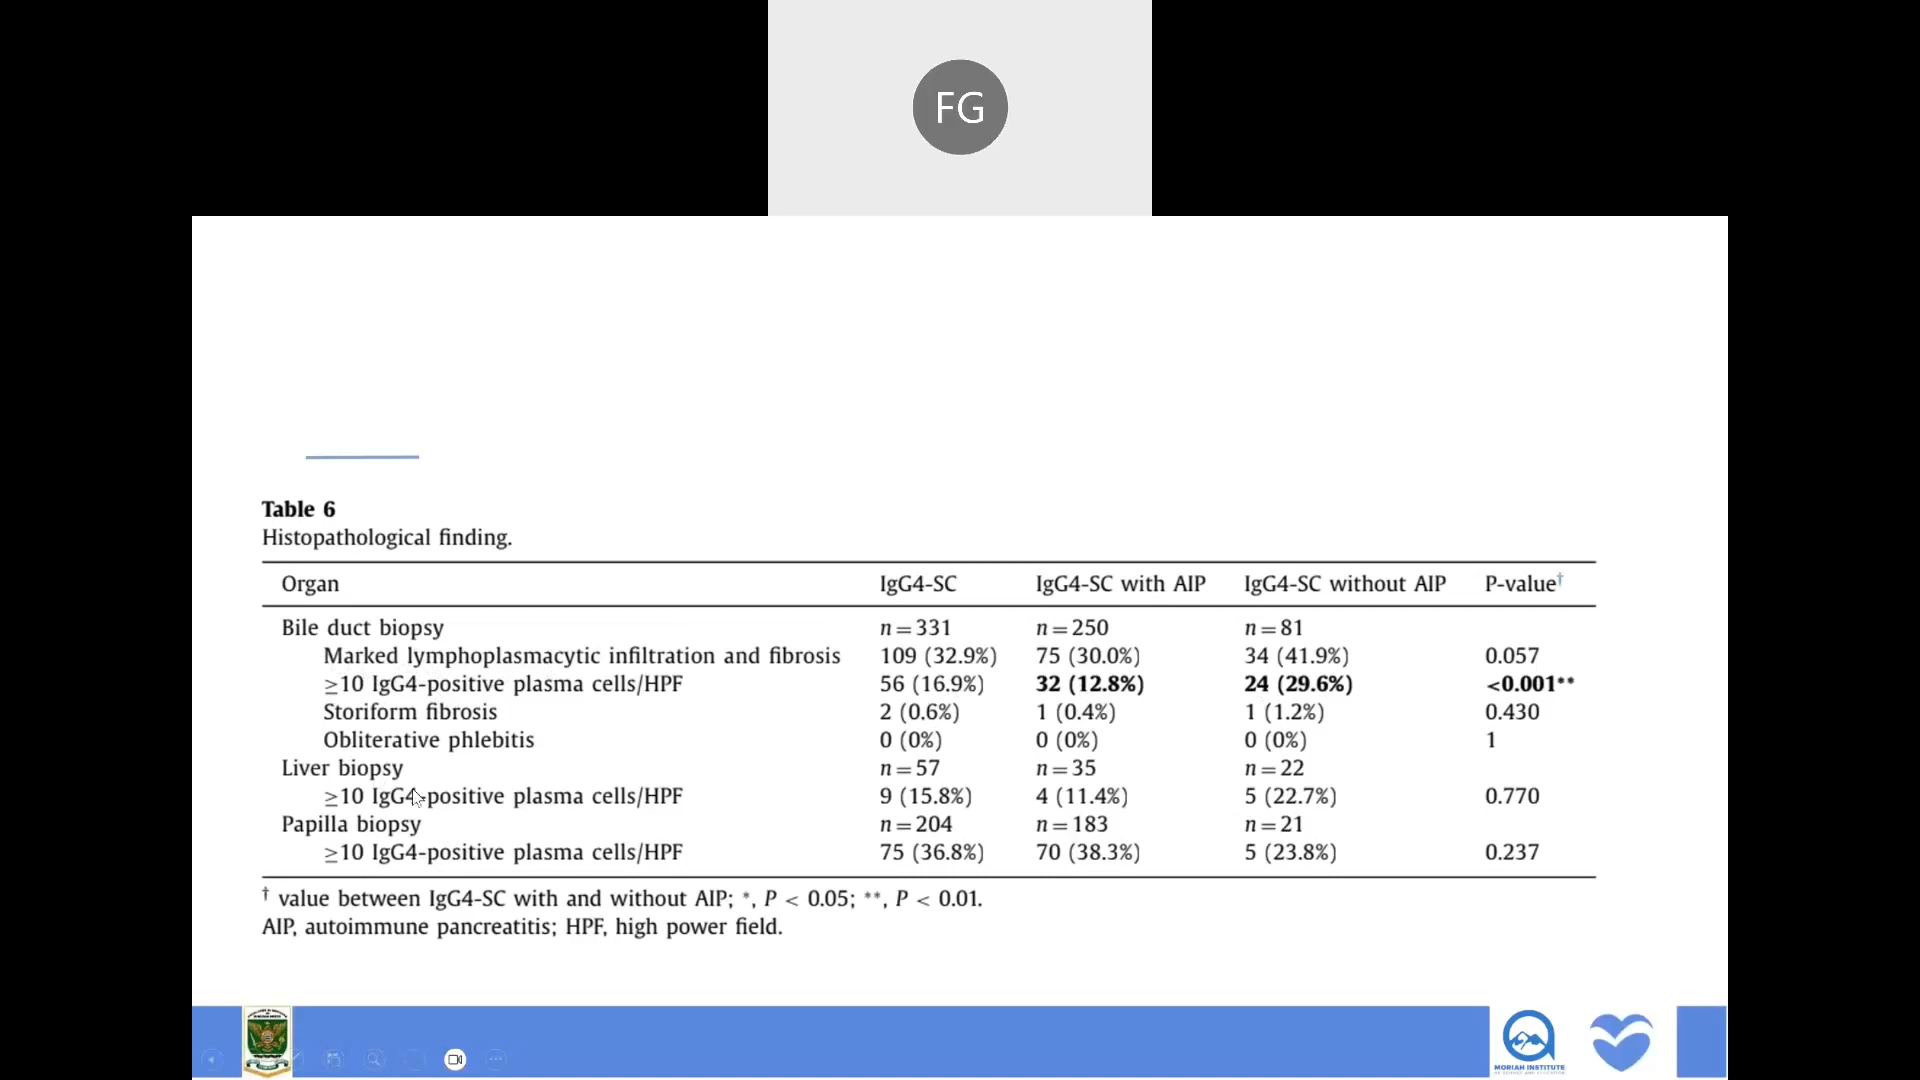 FG
Table 6
Histopathological finding.
Organ IgG4-SC IgG4-SC with AIP IgG4-SC without AIP P-value†
Bile duct biopsy n = 331 n = 250 n = 81
Marked lymphoplasmacytic infiltration and fibrosis 109 (32.9%) 75 (30.0%) 34 (41.9%) 0.057
≥10 IgG4-positive plasma cells/HPF 56 (16.9%) 32 (12.8%) 24 (29.6%) <0.001**
Storiform fibrosis 2 (0.6%) 1 (0.4%) 1 (1.2%) 0.430
Obliterative phlebitis 0 (0%) 0 (0%) 0 (0%) 1
Liver biopsy n = 57 n = 35 n = 22
≥10 IgG4-positive plasma cells/HPF 9 (15.8%) 4 (11.4%) 5 (22.7%) 0.770
Papilla biopsy n = 204 n = 183 n = 21
≥10 IgG4-positive plasma cells/HPF 75 (36.8%) 70 (38.3%) 5 (23.8%) 0.237
† value between IgG4-SC with and without AIP; *, P < 0.05; **, P < 0.01.
AIP, autoimmune pancreatitis; HPF, high power field.
MORIAH INSTITUTE